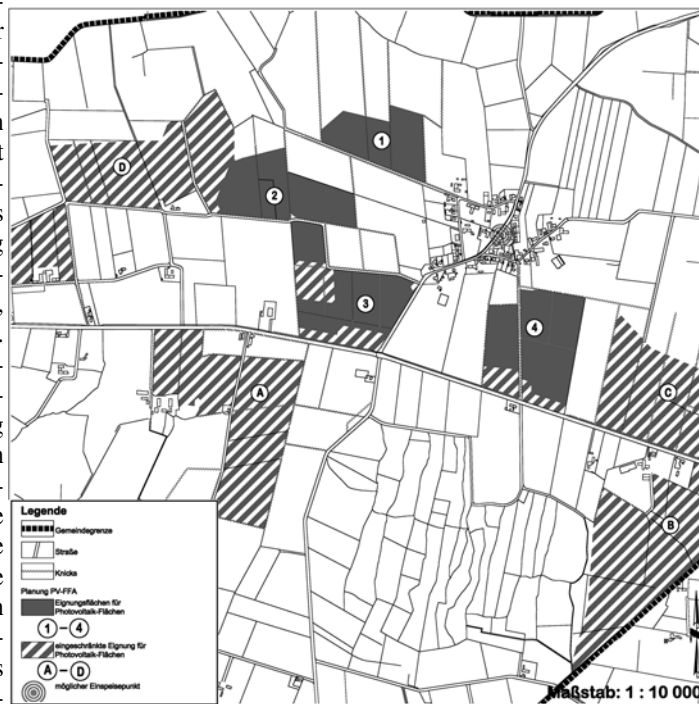 D
1
2
3
4
A
C
B
Legende
Gemeindegrenze
Straße
Knicks
Planung PV-FFA
Eignungsflächen für
Photovoltaik-Flächen
1 – 4
eingeschränkte Eignung für
Photovoltaik-Flächen
A – D
möglicher Einspeisepunkt
Maßstab: 1 : 10 000